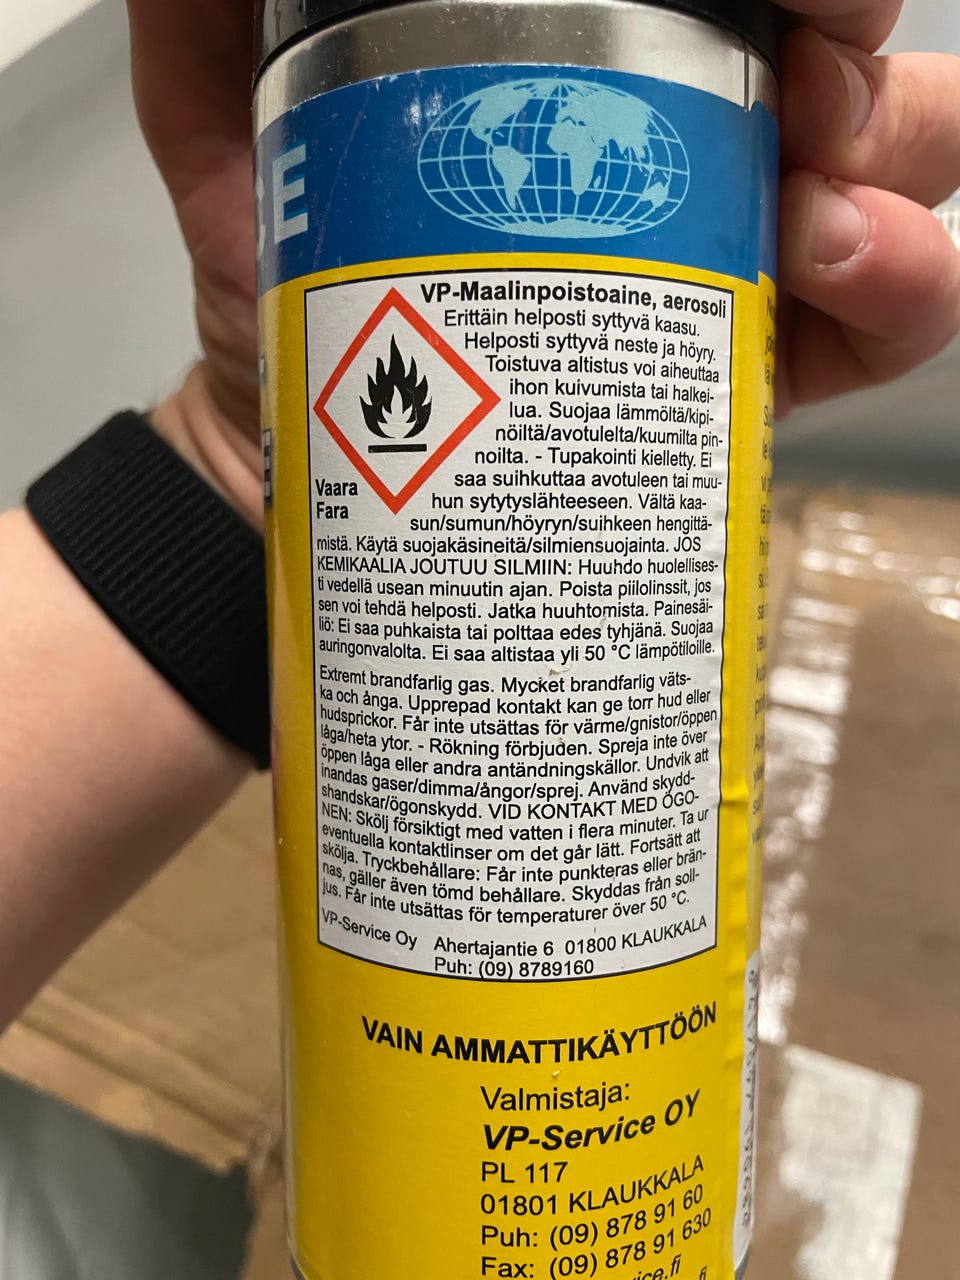 E
VP-Maalinpoistoaine, aerosoli
Erittäin helposti syttyvä kaasu.
Helposti syttyvä neste ja höyry.
Toistuva altistus voi aiheuttaa
ihon kuivumista tai halkei-
lua. Suojaa lämmöltä/kipi-
nöiltä/avotulelta/kuumilta pin-
noilta. - Tupakointi kielletty. Ei
saa suihkuttaa avotuleen tai muu-
hun sytytyslähteeseen. Vältä kaa-
sun/sumun/höyryn/suihkeen hengittä-
Vaara
Fara
mistä. Käytä suojakäsineitä/silmiensuojainta. JOS
KEMIKAALIA JOUTUU SILMIIN: Huuhdo huolellises-
ti vedellä usean minuutin ajan. Poista piilolinssit, jos
sen voi tehdä helposti. Jatka huuhtomista. Painesäi-
liö: Ei saa puhkaista tai polttaa edes tyhjänä. Suojaa
auringonvalolta. Ei saa altistaa yli 50 °C lämpötiloille.
Extremt brandfarlig gas. Mycket brandfarlig väts-
ka och ånga. Upprepad kontakt kan ge torr hud eller
hudsprickor. Får inte utsättas för värme/gnistor/öppen
låga/heta ytor. - Rökning förbjuden. Spreja inte över
öppen låga eller andra antändningskällor. Undvik att
inandas gaser/dimma/ångor/sprej. Använd skydd-
shandskar/ögonskydd. VID KONTAKT MED ÖGO-
NEN: Skölj försiktigt med vatten i flera minuter. Ta ur
eventuella kontaktlinser om det går lätt. Fortsätt att
skölja. Tryckbehållare: Får inte punkteras eller brän-
nas, gäller även tömd behållare. Skyddas från soll-
jus. Får inte utsättas för temperaturer över 50 °C.
VP-Service Oy Ahertajantie 6 01800 KLAUKKALA
Puh: (09) 8789160
VAIN AMMATTIKÄYTTÖÖN
Valmistaja:
VP-Service OY
PL 117
01801 KLAUKKALA
Puh: (09) 878 91 60
Fax: (09) 878 91 630